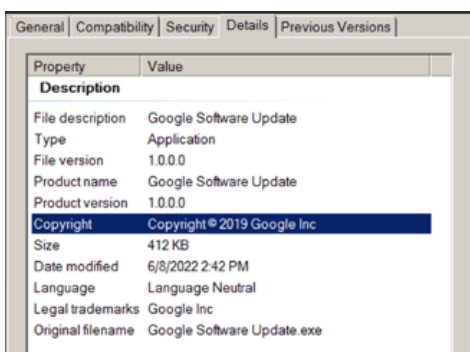 General Compatibility Security Details Previous Versions
Property Value
Description
File description Google Software Update
Type Application
File version 1.0.0.0
Product name Google Software Update
Product version 1.0.0.0
Copyright Copyright © 2019 Google Inc
Size 412 KB
Date modified 6/8/2022 2:42 PM
Language Language Neutral
Legal trademarks Google Inc
Original filename Google Software Update.exe